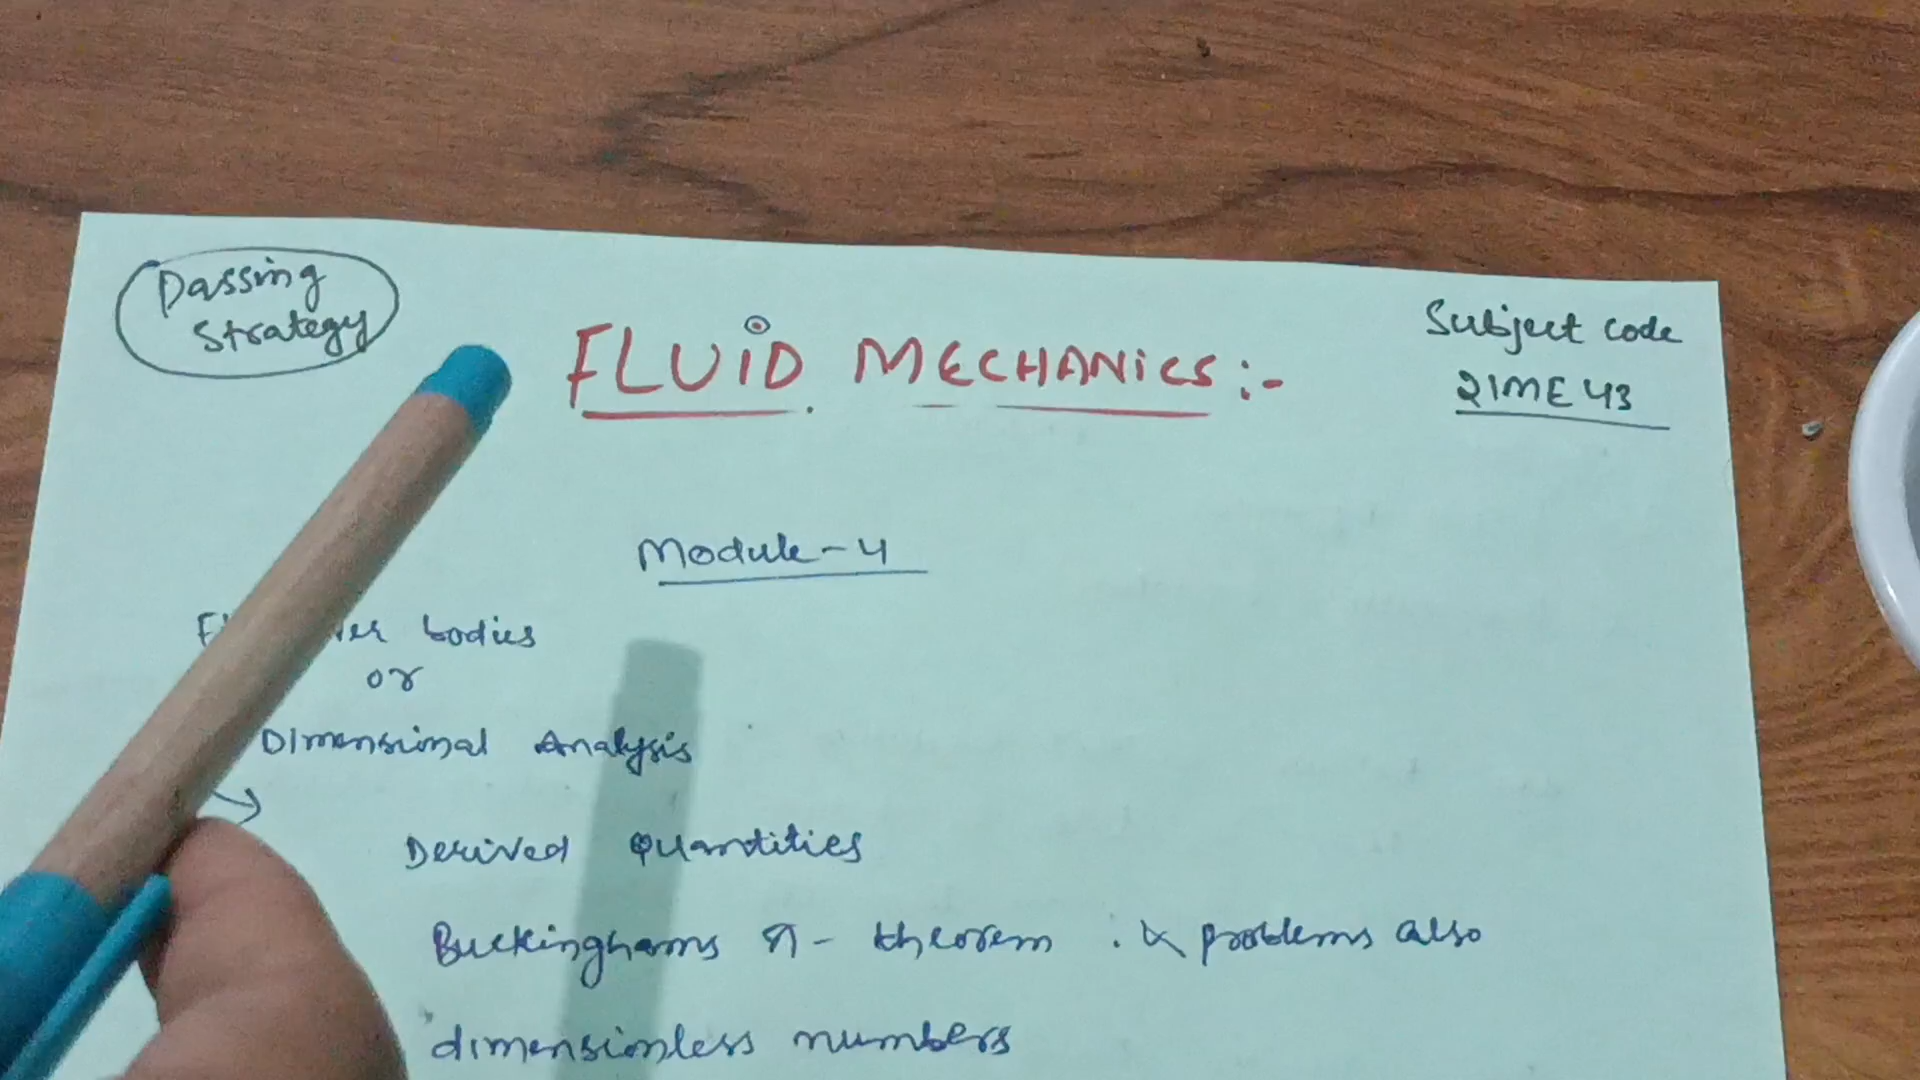 Passing
Strategy
FLUiD MECHANiCS:-
Subject code
21ME43
Module-4
bodies
or
Dimensional Analysis
→
Derived Quantities
Buckinghams π- theorem . & problems also
dimensionless numbers